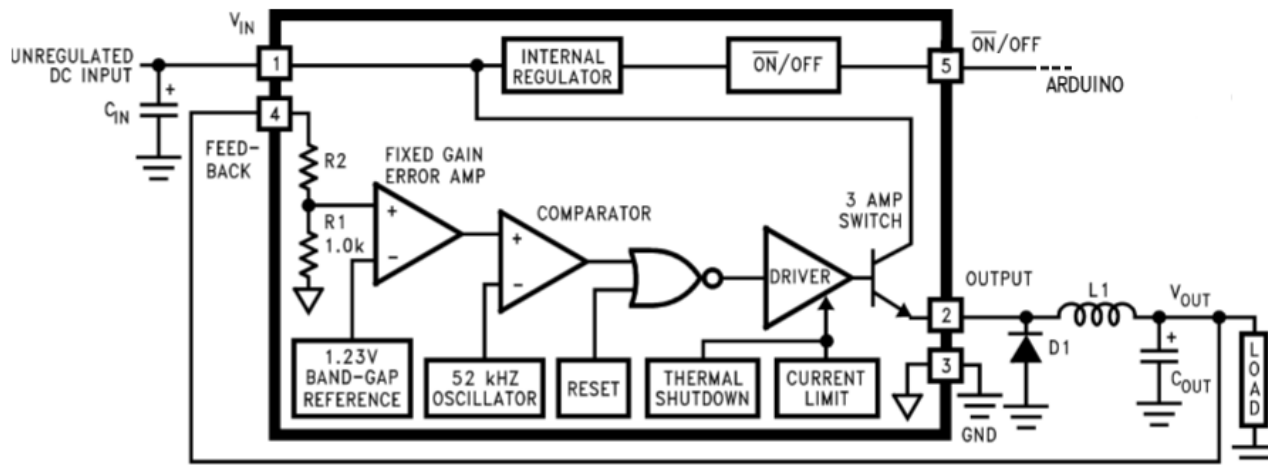 V_IN
UNREGULATED
DC INPUT
1
INTERNAL
REGULATOR
O̅N̅/OFF
5
O̅N̅/OFF
ARDUINO
+
C_IN
4
FEED-
BACK
R2
FIXED GAIN
ERROR AMP
R1
1.0k
+
-
COMPARATOR
+
-
3 AMP
SWITCH
DRIVER
OUTPUT
2
L1
V_OUT
D1
+
C_OUT
LOAD
3
GND
1.23V
BAND-GAP
REFERENCE
52 kHZ
OSCILLATOR
RESET
THERMAL
SHUTDOWN
CURRENT
LIMIT